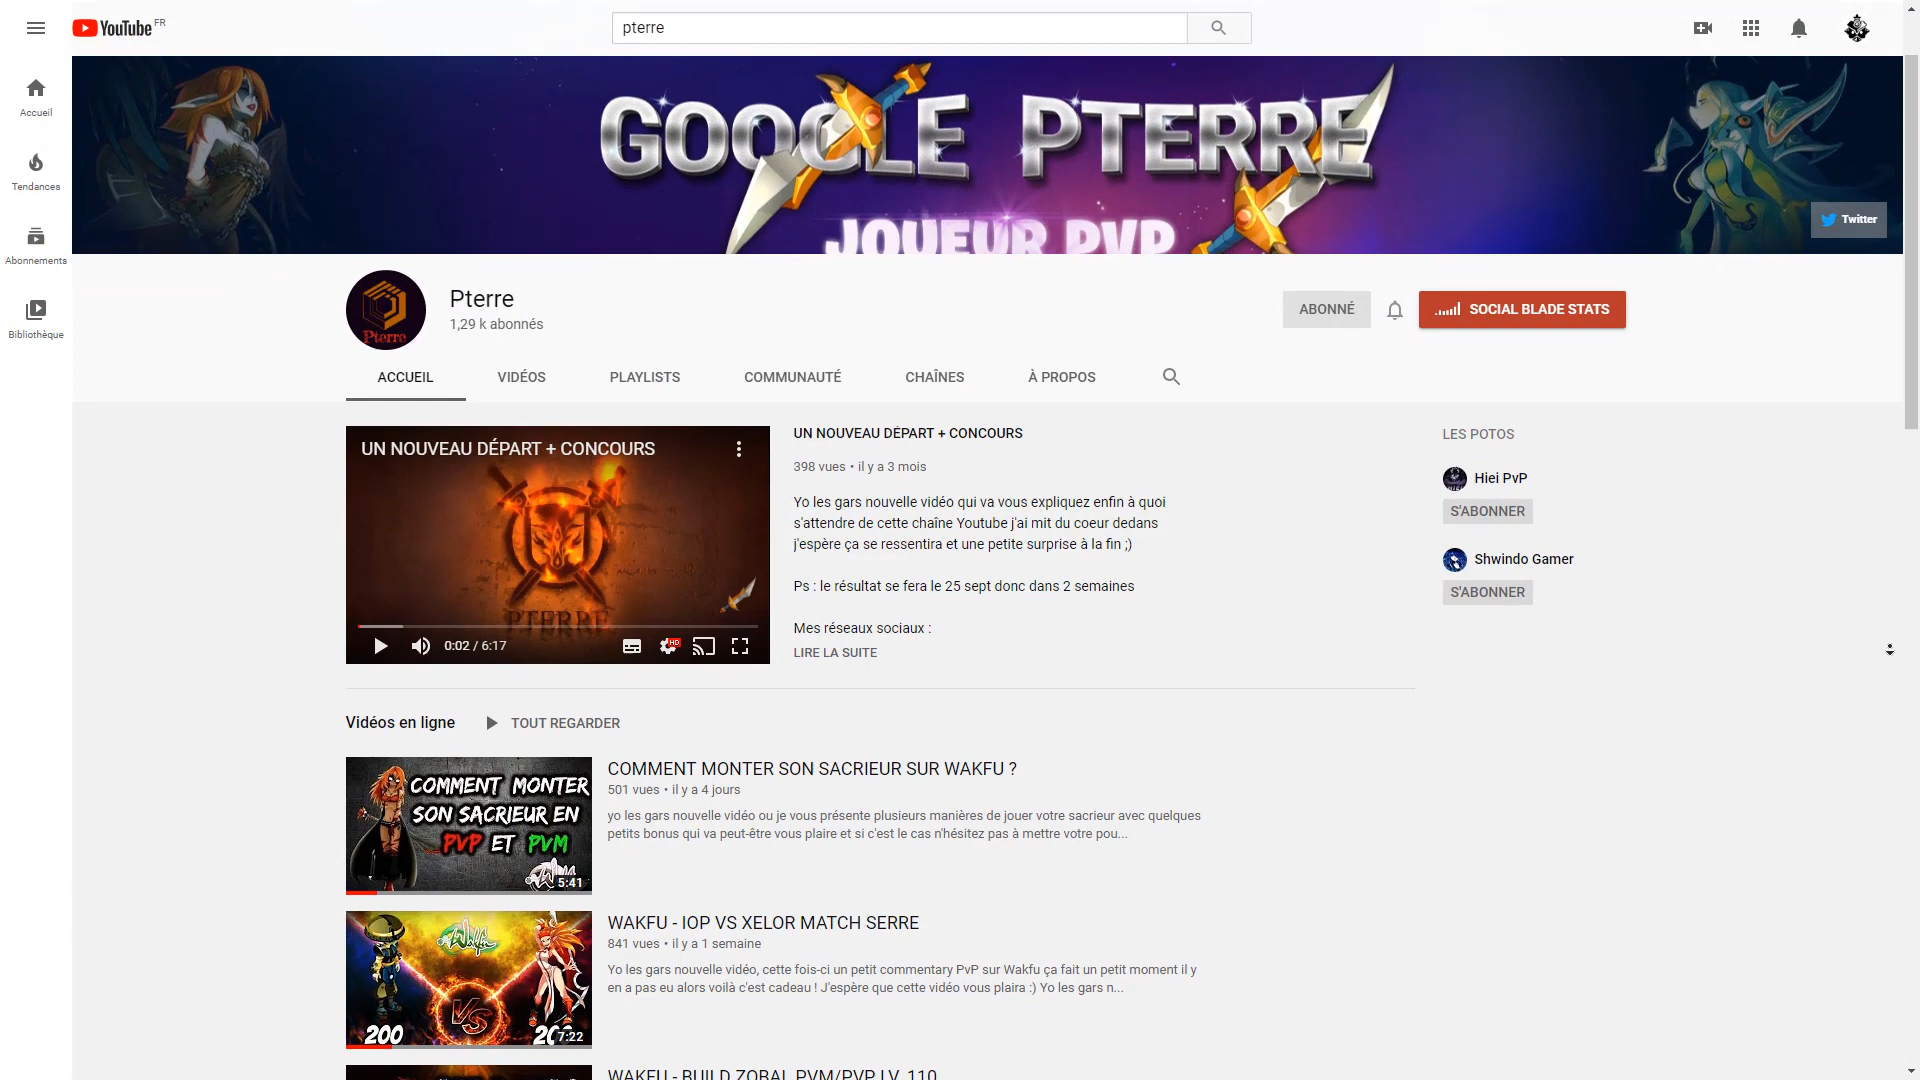 YouTube FR
pterre
Accueil
Tendances
Abonnements
Bibliothèque
GOOGLE PTERRE
JOUEUR PVP
Twitter
Pterre
Pterre
1,29 k abonnés
ABONNÉ
SOCIAL BLADE STATS
ACCUEIL
VIDÉOS
PLAYLISTS
COMMUNAUTÉ
CHAÎNES
À PROPOS
UN NOUVEAU DÉPART + CONCOURS
PTERRE
0:02 / 6:17
HD
UN NOUVEAU DÉPART + CONCOURS
398 vues • il y a 3 mois
Yo les gars nouvelle vidéo qui va vous expliquez enfin à quoi
s'attendre de cette chaîne Youtube j'ai mit du coeur dedans
j'espère ça se ressentira et une petite surprise à la fin ;)
Ps : le résultat se fera le 25 sept donc dans 2 semaines
Mes réseaux sociaux :
LIRE LA SUITE
LES POTOS
Hiei PvP
S'ABONNER
Shwindo Gamer
S'ABONNER
Vidéos en ligne
TOUT REGARDER
COMMENT MONTER
SON SACRIEUR EN
PVP ET PVM
5:41
COMMENT MONTER SON SACRIEUR SUR WAKFU ?
501 vues • il y a 4 jours
yo les gars nouvelle vidéo ou je vous présente plusieurs manières de jouer votre sacrieur avec quelques
petits bonus qui va peut-être vous plaire et si c'est le cas n'hésitez pas à mettre votre pou...
Wakfu
VS
200
7:22
WAKFU - IOP VS XELOR MATCH SERRE
841 vues • il y a 1 semaine
Yo les gars nouvelle vidéo, cette fois-ci un petit commentary PvP sur Wakfu ça fait un petit moment il y
en a pas eu alors voilà c'est cadeau ! J'espère que cette vidéo vous plaira :) Yo les gars n...
WAKFU - BUILD ZOBAL PVM/PVP LV. 110